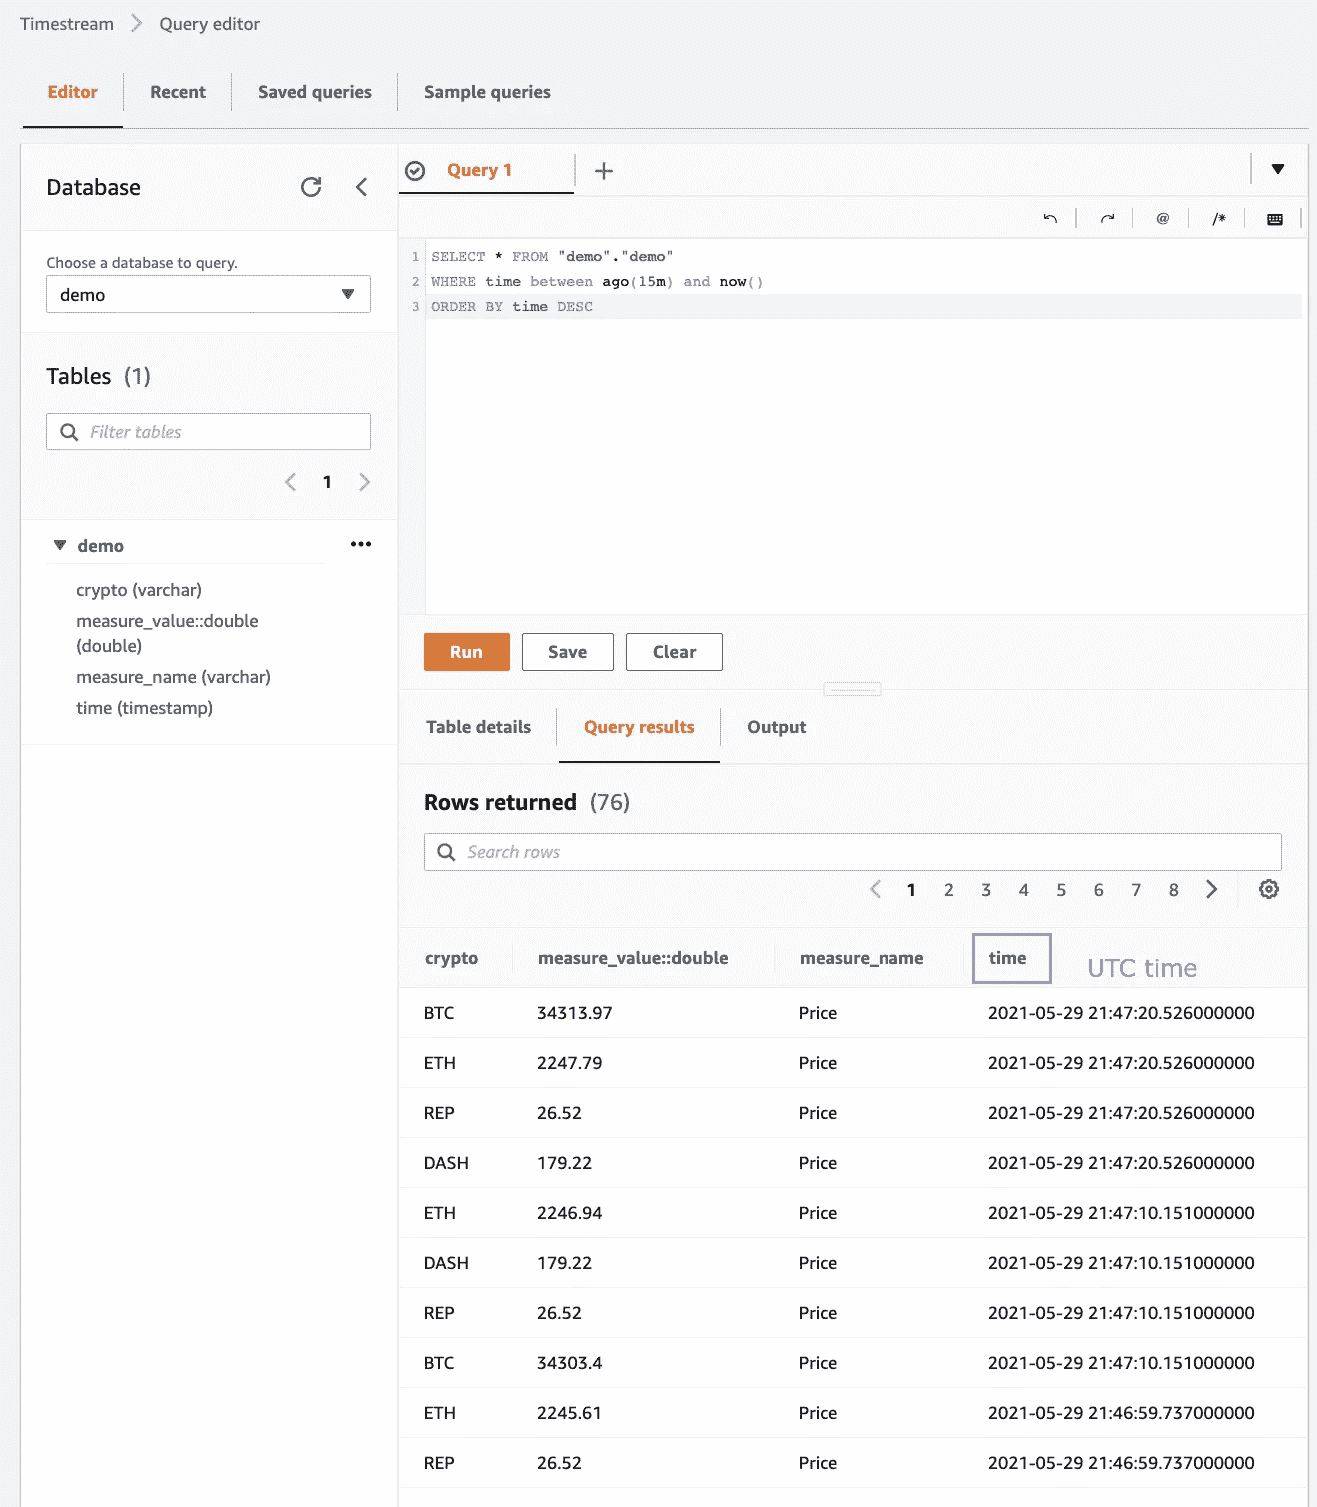 Timestream > Query editor
Editor Recent Saved queries Sample queries
Database
Choose a database to query.
demo
Tables (1)
Filter tables
1
demo
crypto (varchar)
measure_value::double
(double)
measure_name (varchar)
time (timestamp)
Query 1
@ /*
1 SELECT * FROM "demo"."demo"
2 WHERE time between ago(15m) and now()
3 ORDER BY time DESC
Run Save Clear
Table details Query results Output
Rows returned (76)
Search rows
1 2 3 4 5 6 7 8
crypto measure_value::double measure_name time UTC time
BTC 34313.97 Price 2021-05-29 21:47:20.526000000
ETH 2247.79 Price 2021-05-29 21:47:20.526000000
REP 26.52 Price 2021-05-29 21:47:20.526000000
DASH 179.22 Price 2021-05-29 21:47:20.526000000
ETH 2246.94 Price 2021-05-29 21:47:10.151000000
DASH 179.22 Price 2021-05-29 21:47:10.151000000
REP 26.52 Price 2021-05-29 21:47:10.151000000
BTC 34303.4 Price 2021-05-29 21:47:10.151000000
ETH 2245.61 Price 2021-05-29 21:46:59.737000000
REP 26.52 Price 2021-05-29 21:46:59.737000000